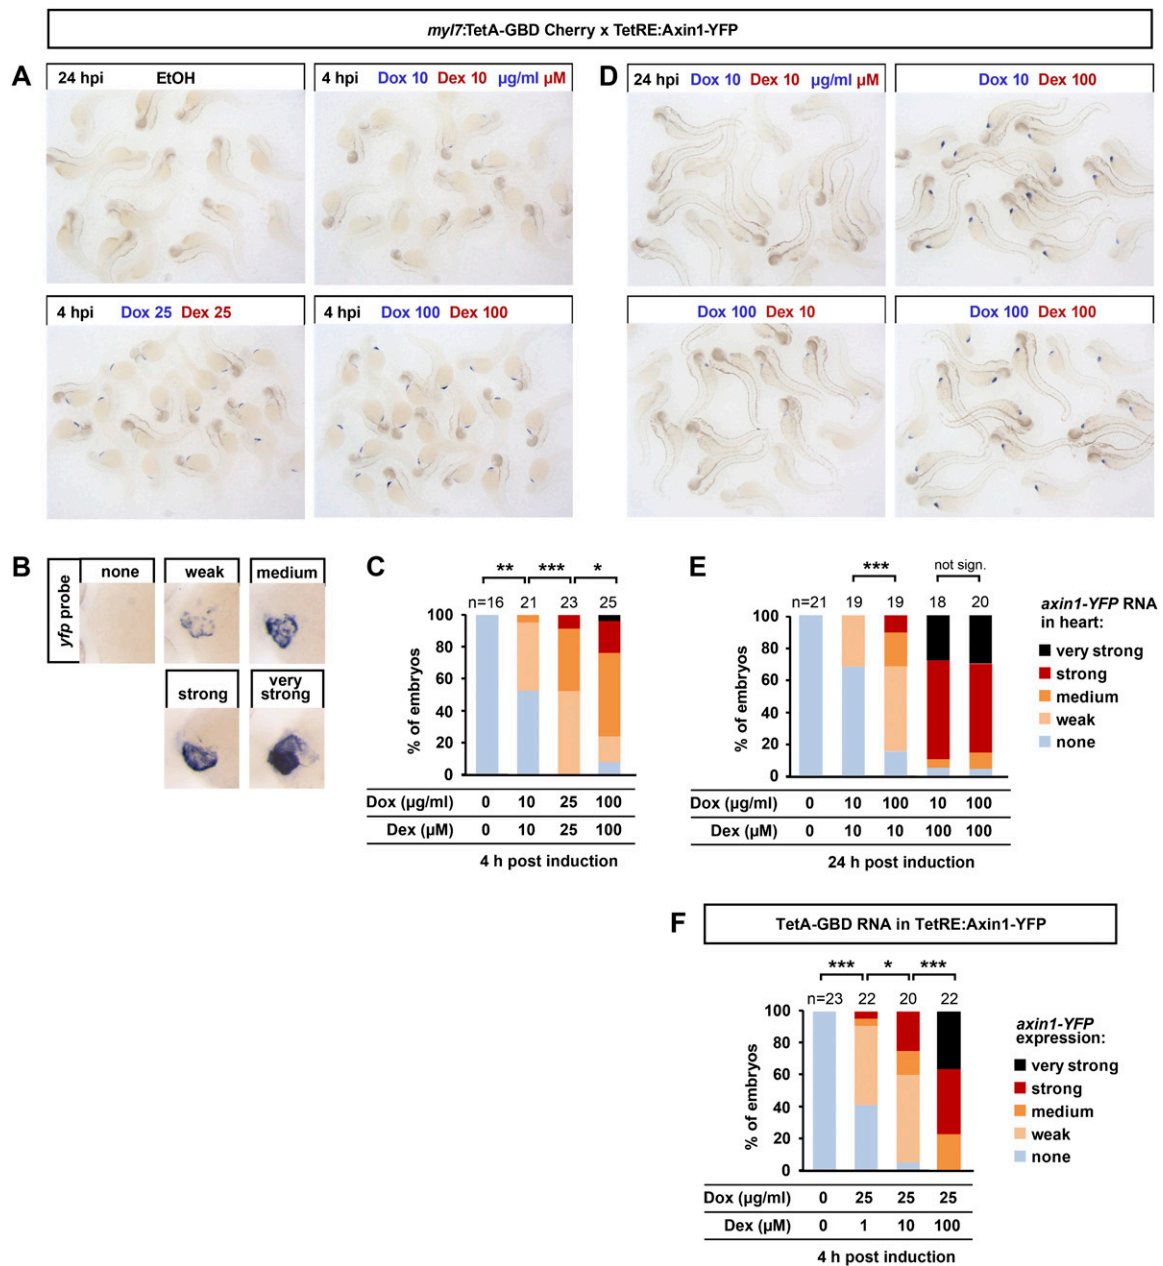 myl7:TetA-GBD Cherry x TetRE:Axin1-YFP
A
24 hpi EtOH
4 hpi Dox 10 Dex 10 µg/ml µM
4 hpi Dox 25 Dex 25
4 hpi Dox 100 Dex 100
D
24 hpi Dox 10 Dex 10 µg/ml µM
Dox 10 Dex 100
Dox 100 Dex 10
Dox 100 Dex 100
B
yfp probe
none
weak
medium
strong
very
strong
C
** *** *
n=16 21 23 25
% of embryos
100
80
60
40
20
0
Dox (µg/ml) 0 10 25 100
Dex (µM) 0 10 25 100
4 h post induction
E
*** not sign.
n=21 19 19 18 20
% of embryos
100
80
60
40
20
0
Dox (µg/ml) 0 10 100 10 100
Dex (µM) 0 10 10 100 100
24 h post induction
axin1-YFP RNA
in heart:
very strong
strong
medium
weak
none
F
TetA-GBD RNA in TetRE:Axin1-YFP
*** * ***
n=23 22 20 22
% of embryos
100
80
60
40
20
0
Dox (µg/ml) 0 25 25 25
Dex (µM) 0 1 10 100
4 h post induction
axin1-YFP
expression:
very strong
strong
medium
weak
none